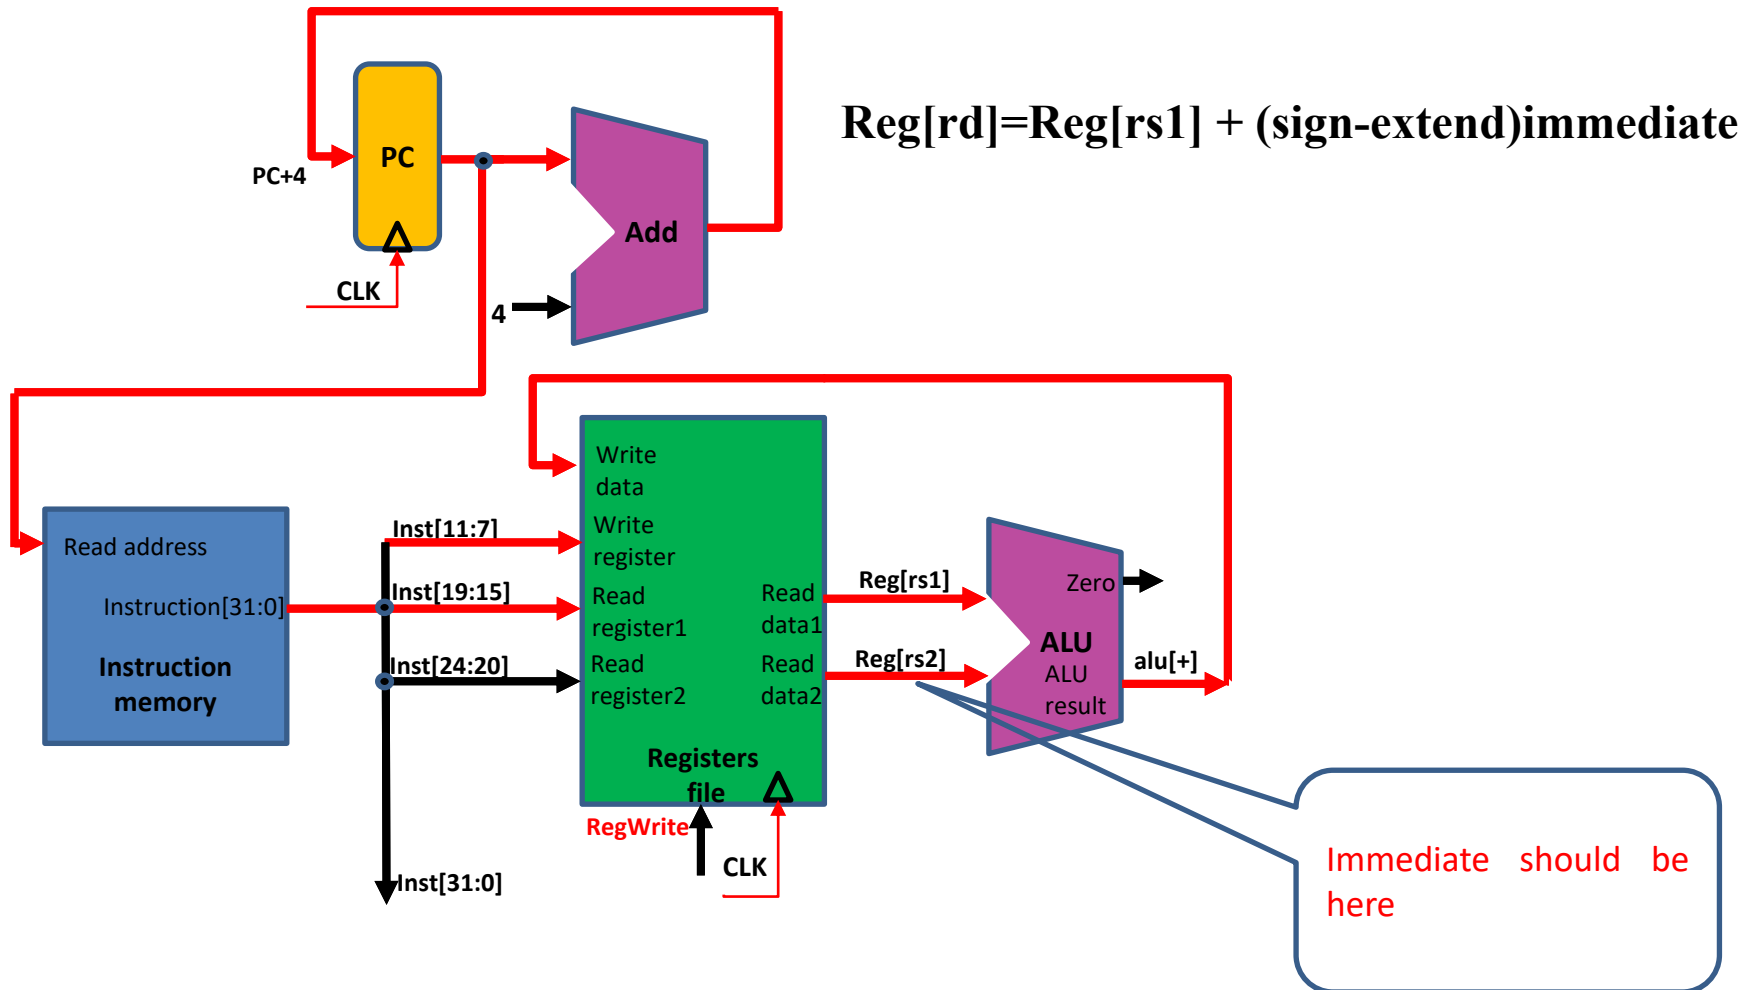 Reg[rd]=Reg[rs1] + (sign-extend)immediate
PC
PC+4
Add
CLK
4
Write
data
Inst[11:7]
Write
register
Read address
Instruction[31:0]
Inst[19:15]
Read
register1
Read
data1
Reg[rs1]
Zero
Instruction
memory
Inst[24:20]
Read
register2
Read
data2
Reg[rs2]
ALU
ALU
result
alu[+]
Registers
file
RegWrite
CLK
Inst[31:0]
Immediate should be
here